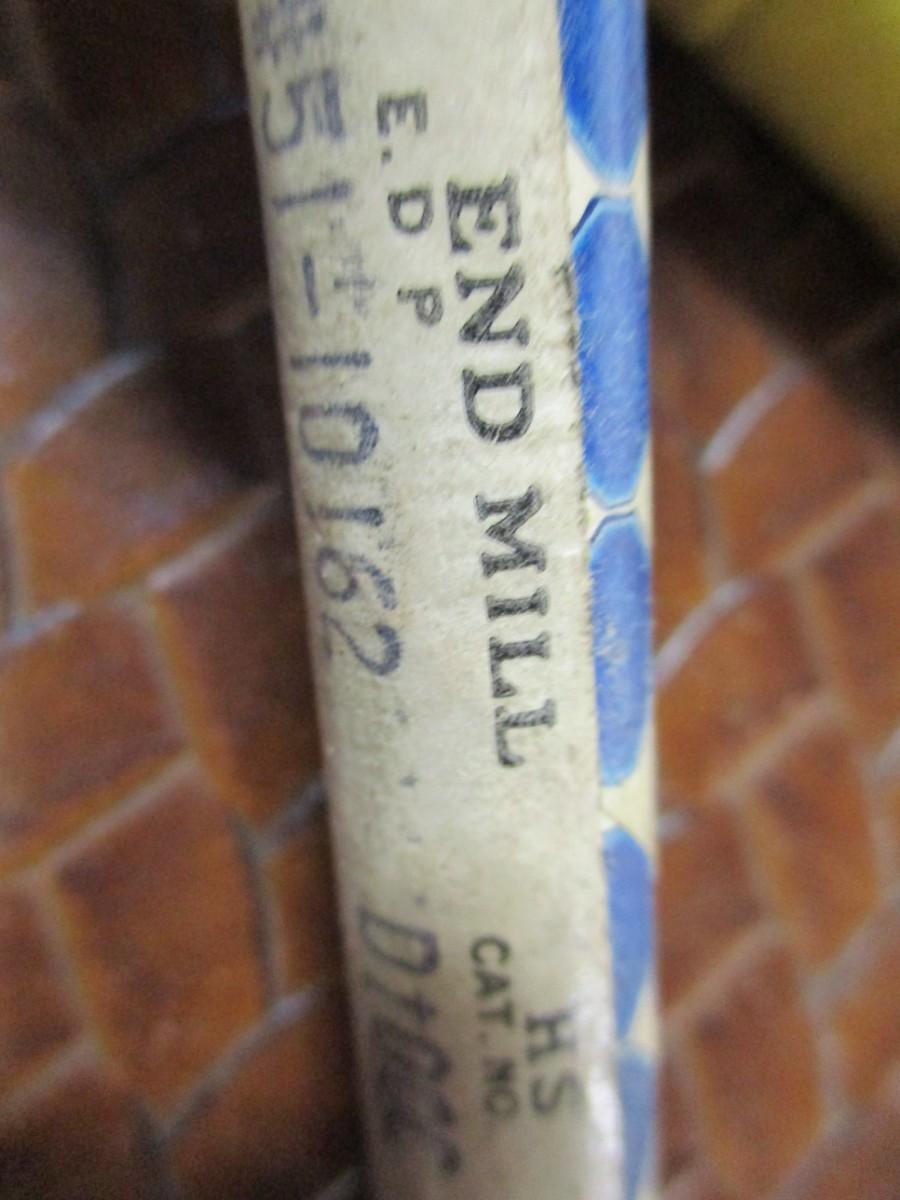 END MILL
HS
E. D P
CAT. NO.
#51-10162